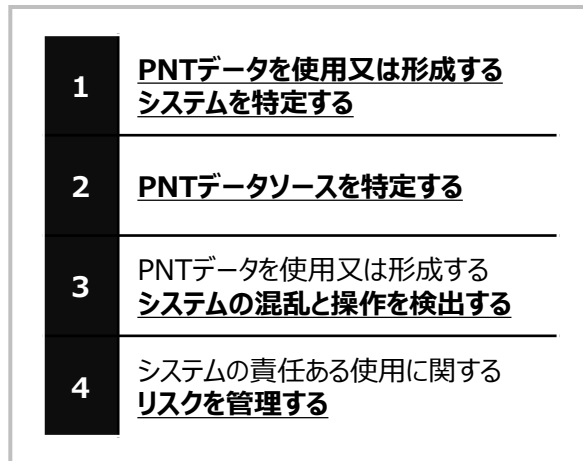 1
PNTデータを使用又は形成する
システムを特定する
2
PNTデータソースを特定する
3
PNTデータを使用又は形成する
システムの混乱と操作を検出する
4
システムの責任ある使用に関する
リスクを管理する